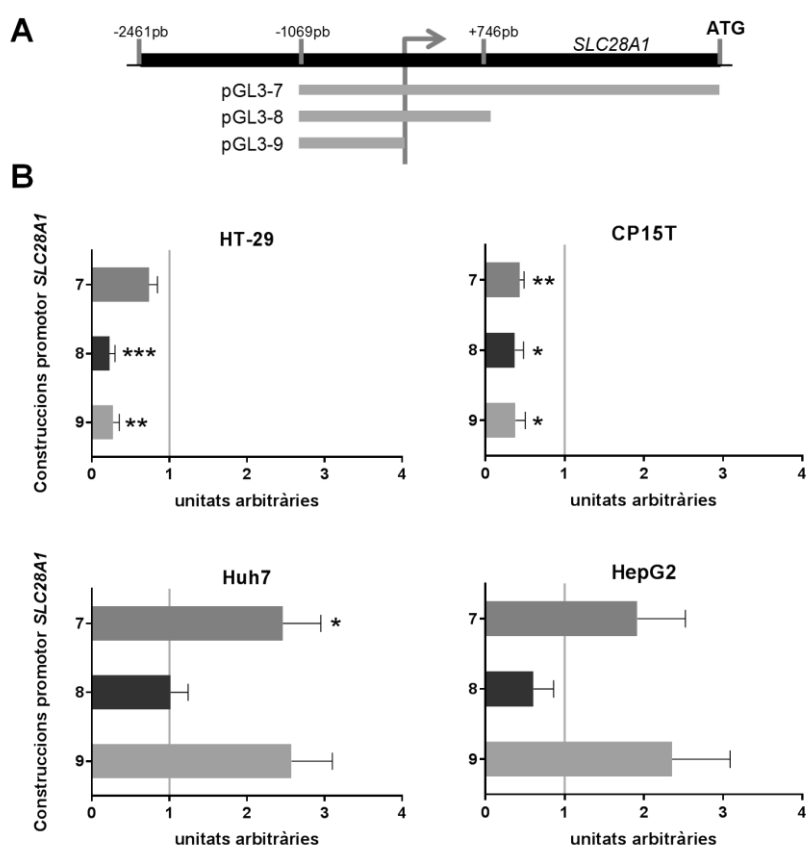 A
-2461pb -1069pb +746pb SLC28A1 ATG
pGL3-7
pGL3-8
pGL3-9
B
HT-29
Construccions promotor SLC28A1
7
8 ***
9 **
0 1 2 3 4
unitats arbitràries
CP15T
7 **
8 *
9 *
0 1 2 3 4
unitats arbitràries
Huh7
Construccions promotor SLC28A1
7 *
8
9
0 1 2 3 4
unitats arbitràries
HepG2
7
8
9
0 1 2 3 4
unitats arbitràries